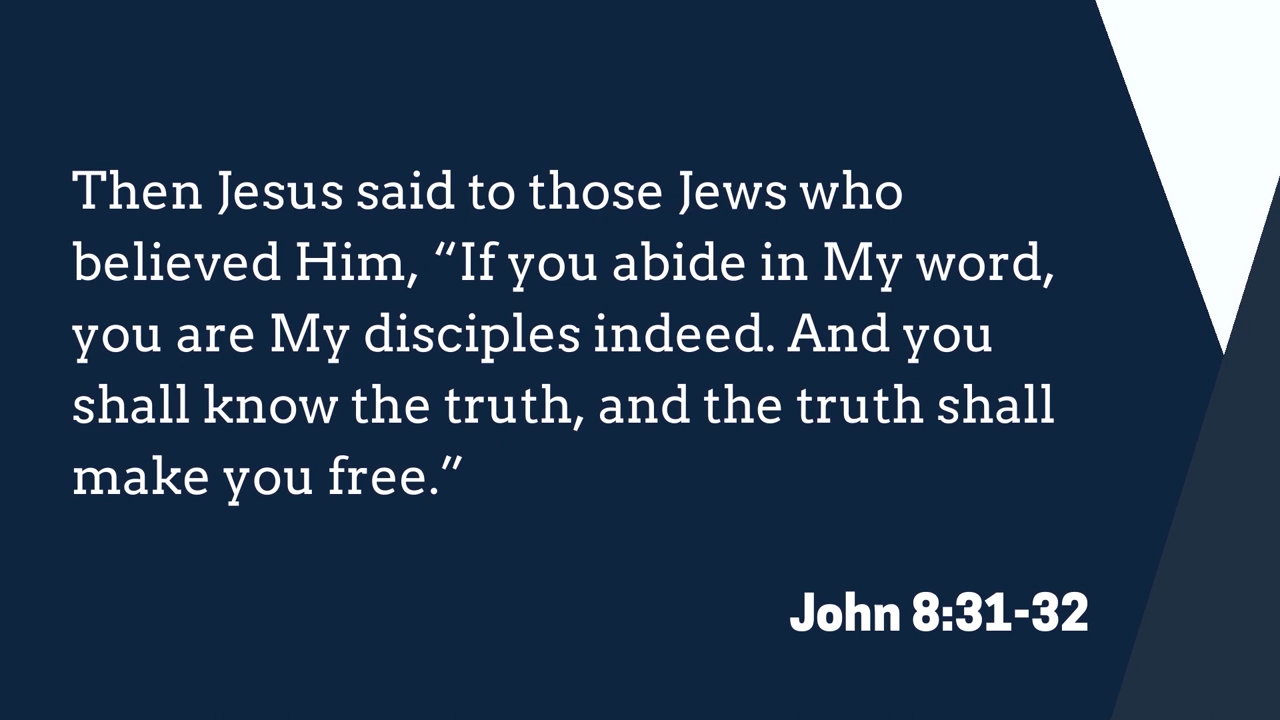 Then Jesus said to those Jews who
believed Him, “If you abide in My word,
you are My disciples indeed. And you
shall know the truth, and the truth shall
make you free.”
John 8:31-32